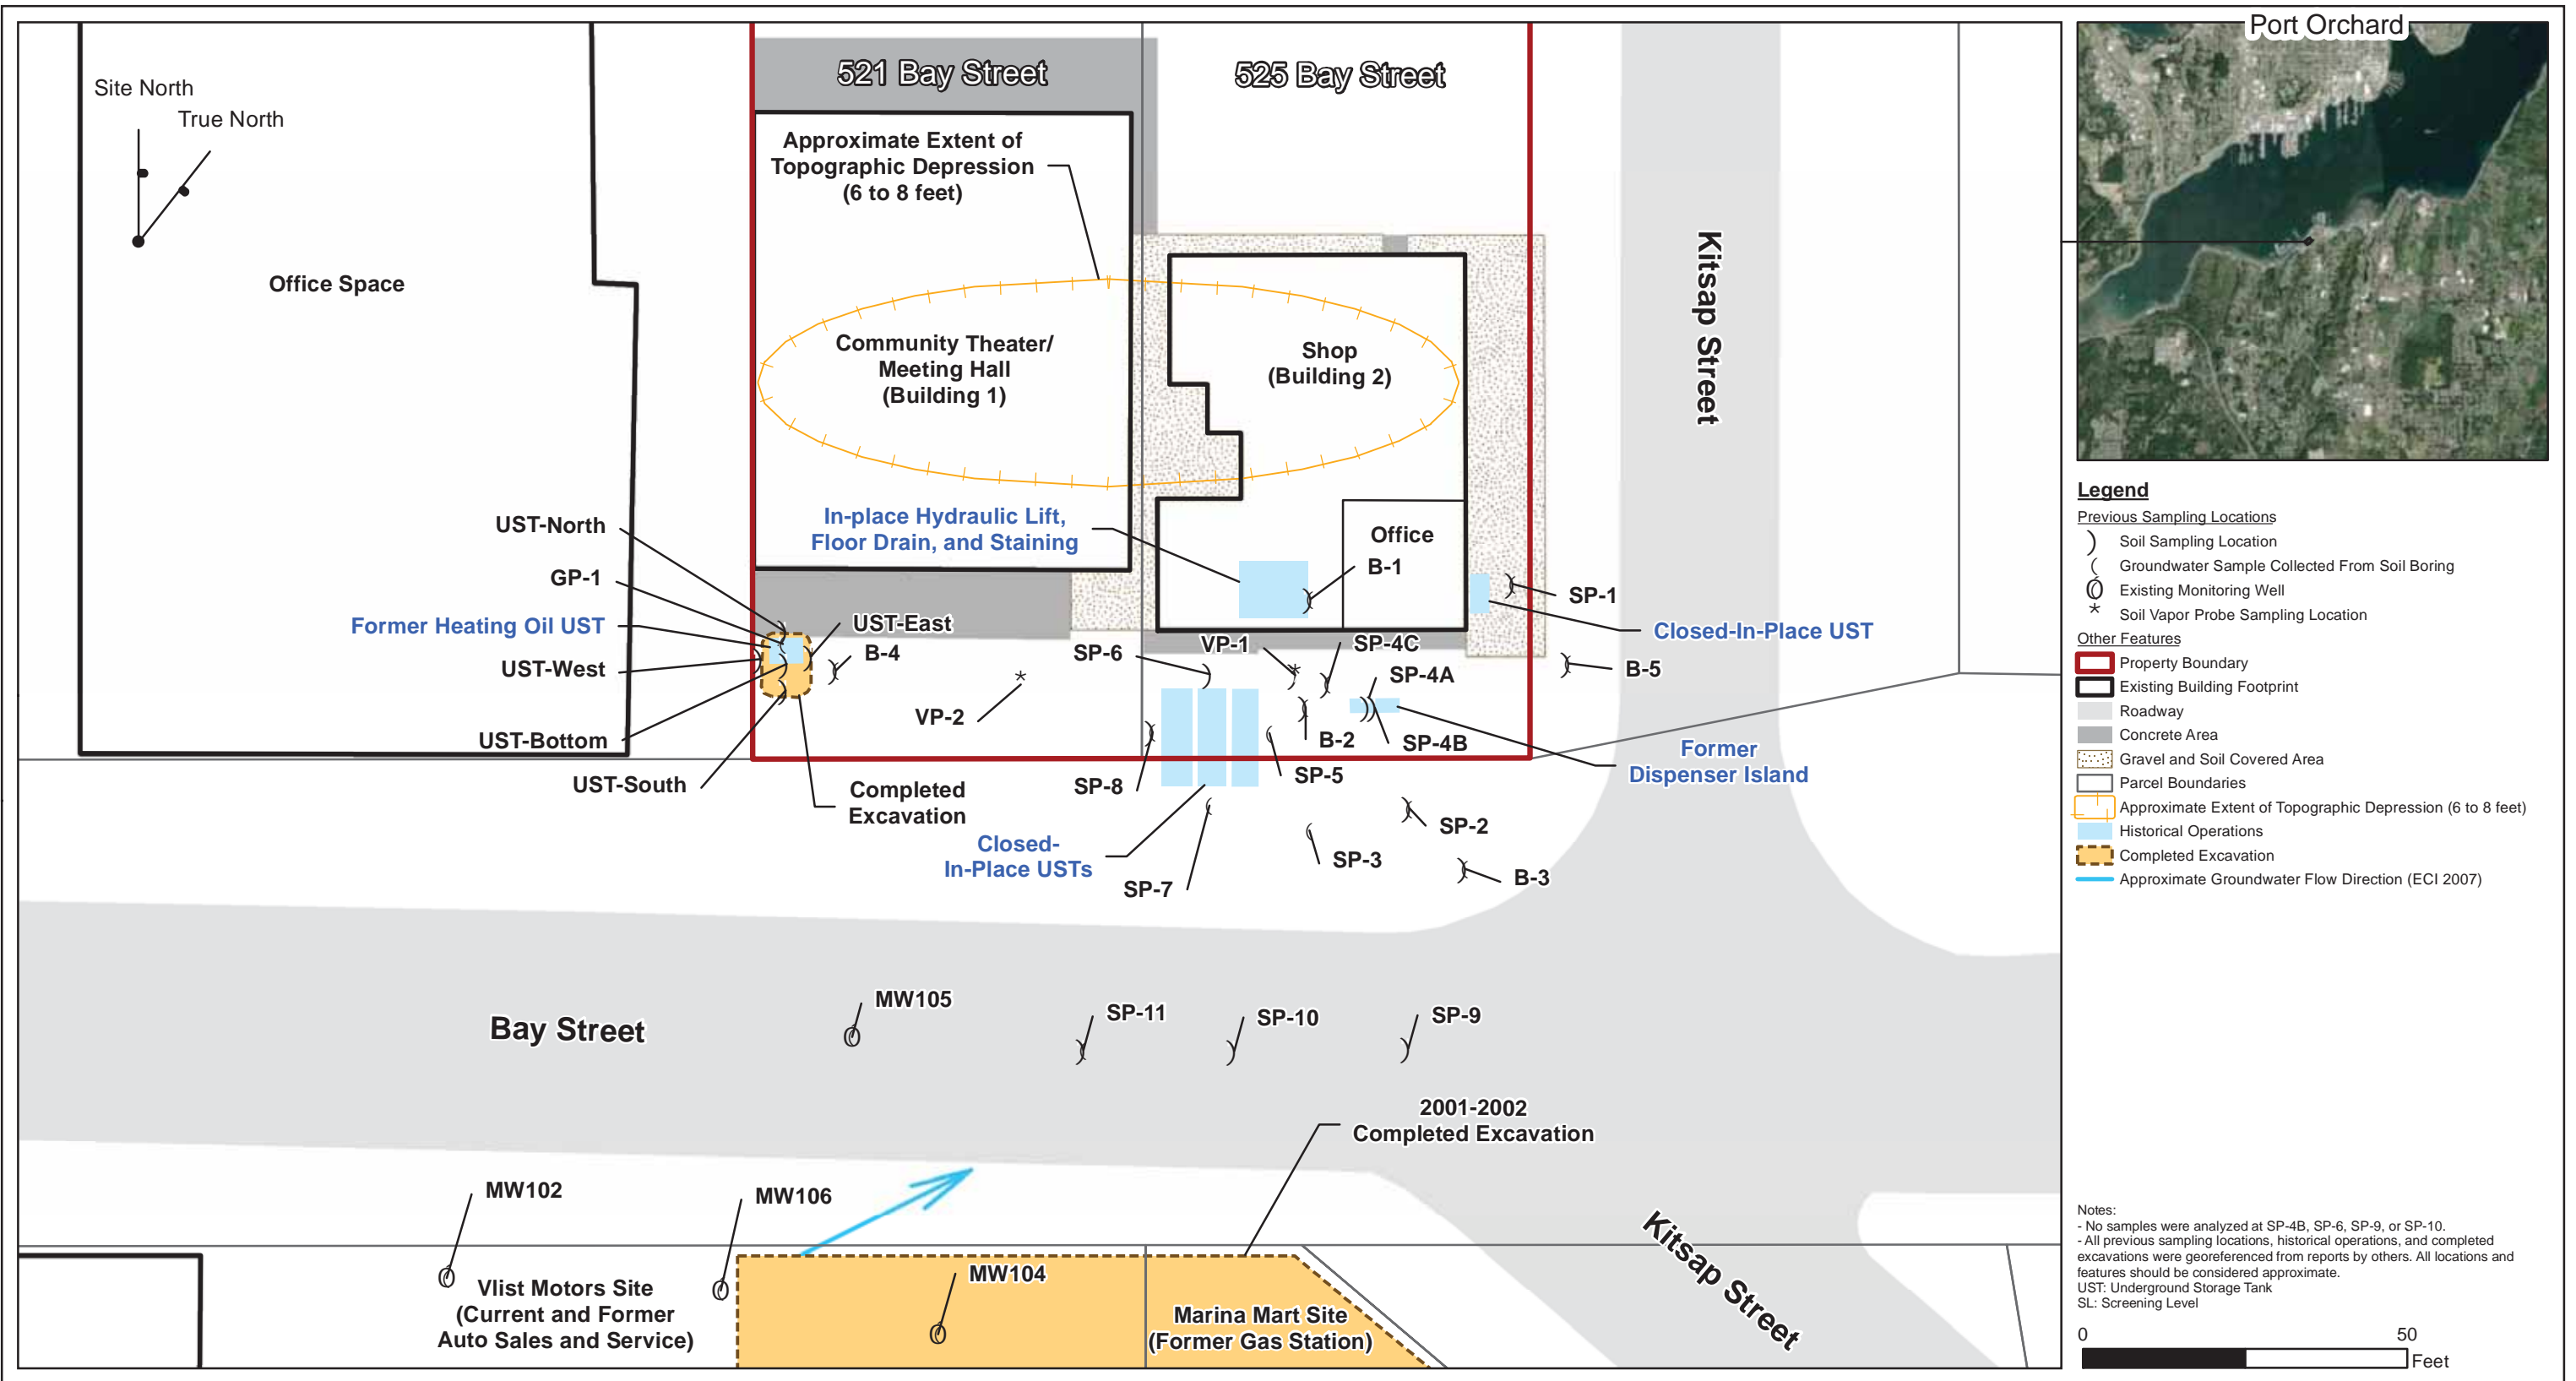 Port Orchard
521 Bay Street
525 Bay Street
Site North
True North
Office Space
Approximate Extent of
Topographic Depression
(6 to 8 feet)
Community Theater/
Meeting Hall
(Building 1)
Shop
(Building 2)
Kitsap Street
In-place Hydraulic Lift,
Floor Drain, and Staining
Office
B-1
UST-North
GP-1
Former Heating Oil UST
UST-West
UST-Bottom
UST-South
UST-East
B-4
VP-2
Completed
Excavation
SP-6
VP-1
SP-4C
SP-4A
SP-1
Closed-In-Place UST
B-5
SP-8
B-2
SP-4B
SP-5
Former
Dispenser Island
Closed-
In-Place USTs
SP-7
SP-3
SP-2
B-3
Bay Street
MW105
SP-11
SP-10
SP-9
2001-2002
Completed Excavation
MW102
MW106
MW104
Vlist Motors Site
(Current and Former
Auto Sales and Service)
Marina Mart Site
(Former Gas Station)
Kitsap Street
Legend
Previous Sampling Locations
Soil Sampling Location
Groundwater Sample Collected From Soil Boring
Existing Monitoring Well
Soil Vapor Probe Sampling Location
Other Features
Property Boundary
Existing Building Footprint
Roadway
Concrete Area
Gravel and Soil Covered Area
Parcel Boundaries
Approximate Extent of Topographic Depression (6 to 8 feet)
Historical Operations
Completed Excavation
Approximate Groundwater Flow Direction (ECI 2007)
Notes:
- No samples were analyzed at SP-4B, SP-6, SP-9, or SP-10.
- All previous sampling locations, historical operations, and completed
excavations were georeferenced from reports by others. All locations and
features should be considered approximate.
UST: Underground Storage Tank
SL: Screening Level
0 50
Feet